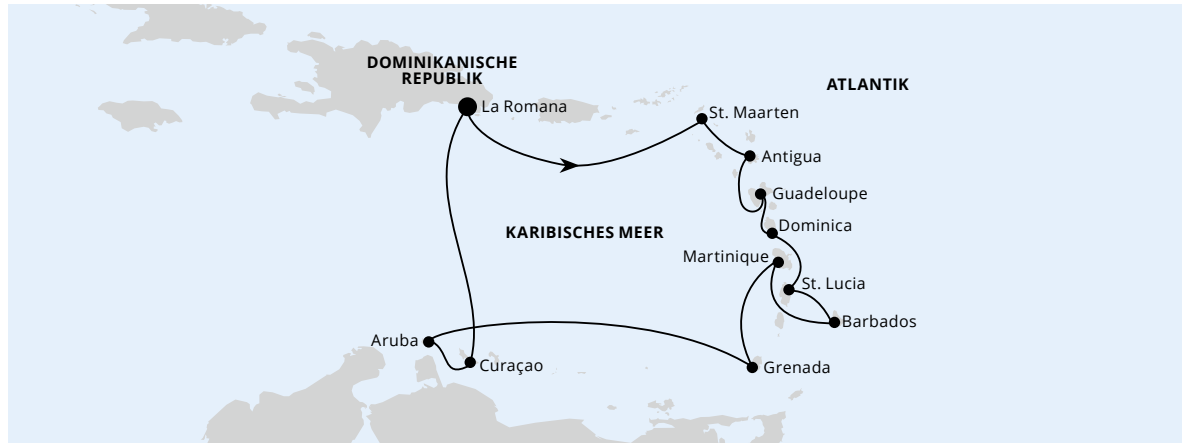 DOMINIKANISCHE
REPUBLIK
ATLANTIK
La Romana
St. Maarten
Antigua
Guadeloupe
Dominica
KARIBISCHES MEER
Martinique
St. Lucia
Barbados
Aruba
Curaçao
Grenada